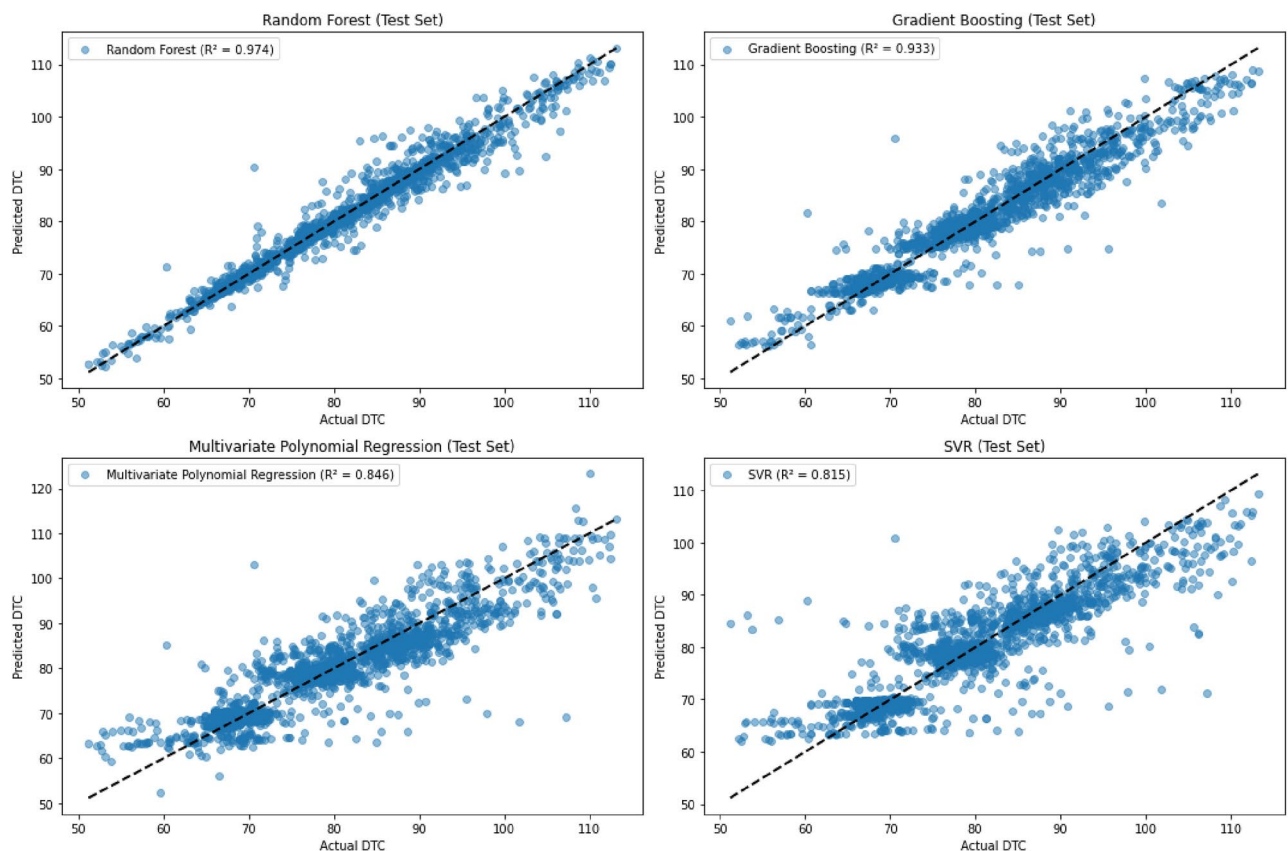 Random Forest (Test Set)
Random Forest (R² = 0.974)
110
100
90
80
70
60
50
Predicted DTC
50 60 70 80 90 100 110
Actual DTC
Gradient Boosting (Test Set)
Gradient Boosting (R² = 0.933)
110
100
90
80
70
60
50
Predicted DTC
50 60 70 80 90 100 110
Actual DTC
Multivariate Polynomial Regression (Test Set)
Multivariate Polynomial Regression (R² = 0.846)
120
110
100
90
80
70
60
50
Predicted DTC
50 60 70 80 90 100 110
Actual DTC
SVR (Test Set)
SVR (R² = 0.815)
110
100
90
80
70
60
50
Predicted DTC
50 60 70 80 90 100 110
Actual DTC